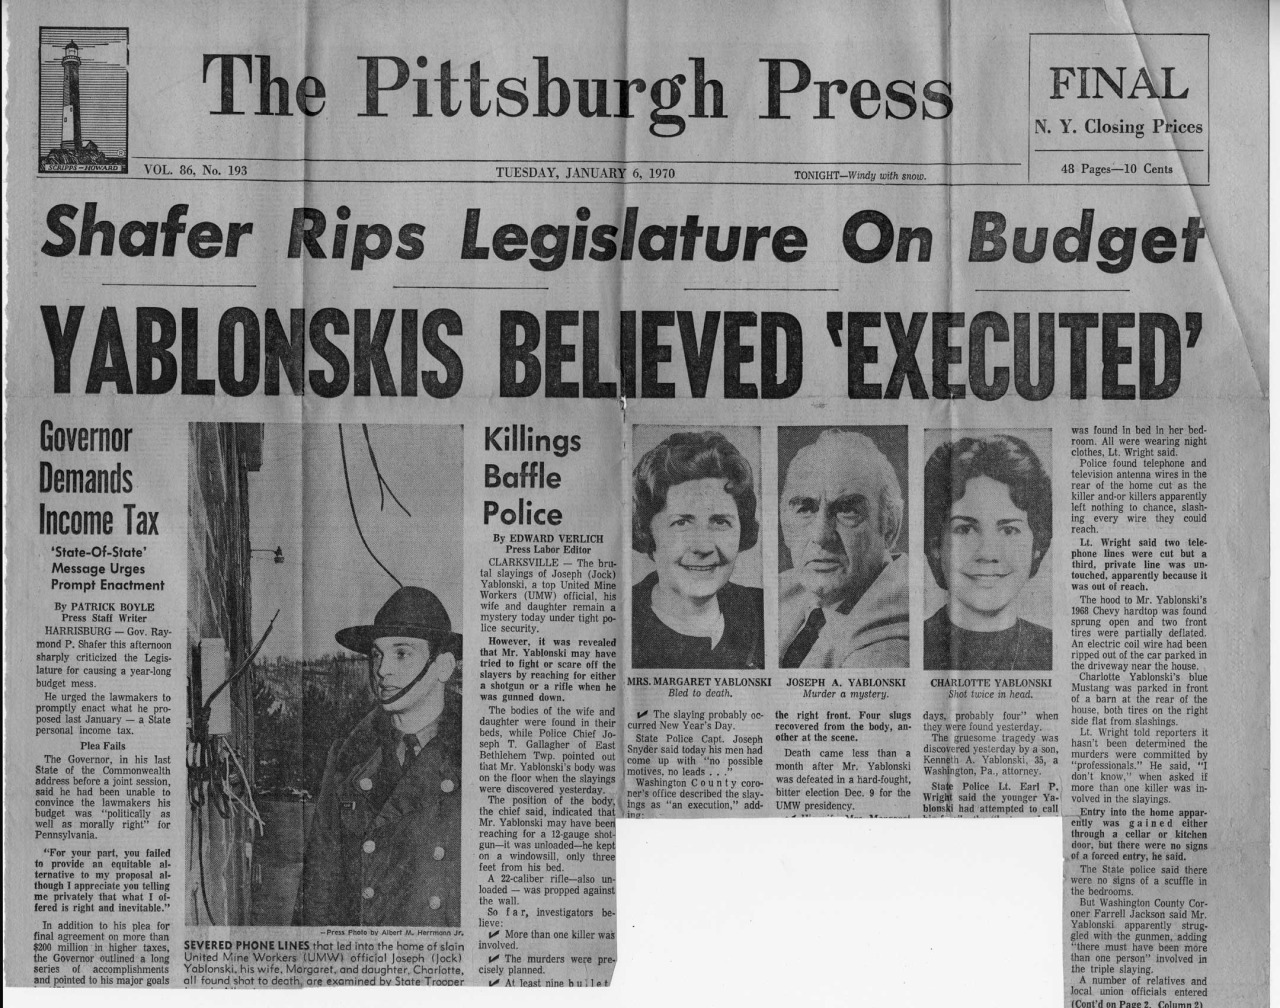 The Pittsburgh Press
SCRIPPS—HOWARD
FINAL
N. Y. Closing Prices
48 Pages—10 Cents
VOL. 86, No. 193
TUESDAY, JANUARY 6, 1970
TONIGHT—Windy with snow.
Shafer Rips Legislature On Budget
YABLONSKIS BELIEVED 'EXECUTED'
Governor
Demands
Income Tax
'State-Of-State'
Message Urges
Prompt Enactment
By PATRICK BOYLE
Press Staff Writer
HARRISBURG — Gov. Ray-
mond P. Shafer this afternoon
sharply criticized the Legis-
lature for causing a year-long
budget mess.
He urged the lawmakers to
promptly enact what he pro-
posed last January — a State
personal income tax.
Plea Fails
The Governor, in his last
State of the Commonwealth
address before a joint session,
said he had been unable to
convince the lawmakers his
budget was "politically as
well as morally right" for
Pennsylvania.
"For your part, you failed
to provide an equitable al-
ternative to my proposal al-
though I appreciate you telling
me privately that what I of-
fered is right and inevitable."
In addition to his plea for
final agreement on more than
$200 million in higher taxes,
the Governor outlined a long
series of accomplishments
and pointed to his major goals
—Press Photo by Albert M. Herrmann Jr.
SEVERED PHONE LINES that led into the home of slain
United Mine Workers (UMW) official Joseph (Jock)
Yablonski, his wife, Margaret, and daughter, Charlotte,
all found shot to death, are examined by State Trooper
Killings
Baffle
Police
By EDWARD VERLICH
Press Labor Editor
CLARKSVILLE — The bru-
tal slayings of Joseph (Jock)
Yablonski, a top United Mine
Workers (UMW) official, his
wife and daughter remain a
mystery today under tight po-
lice security.
However, it was revealed
that Mr. Yablonski may have
tried to fight or scare off the
slayers by reaching for either
a shotgun or a rifle when he
was gunned down.
The bodies of the wife and
daughter were found in their
beds, while Police Chief Jo-
seph T. Gallagher of East
Bethlehem Twp. pointed out
that Mr. Yablonski's body was
on the floor when the slayings
were discovered yesterday.
The position of the body,
the chief said, indicated that
Mr. Yablonski may have been
reaching for a 12-gauge shot-
gun—it was unloaded—he kept
on a windowsill, only three
feet from his bed.
A 22-caliber rifle—also un-
loaded — was propped against
the wall.
So far, investigators be-
lieve:
✔ More than one killer was
involved.
✔ The murders were pre-
cisely planned.
✔ At least nine bullet
MRS. MARGARET YABLONSKI
Bled to death.
JOSEPH A. YABLONSKI
Murder a mystery.
CHARLOTTE YABLONSKI
Shot twice in head.
✔ The slaying probably oc-
curred New Year's Day.
State Police Capt. Joseph
Snyder said today his men had
come up with "no possible
motives, no leads . . ."
Washington County coro-
ner's office described the slay-
ings as "an execution," add-
ing:
the right front. Four slugs
recovered from the body, an-
other at the scene.
Death came less than a
month after Mr. Yablonski
was defeated in a hard-fought,
bitter election Dec. 9 for the
UMW presidency.
days, probably four" when
they were found yesterday.
The gruesome tragedy was
discovered yesterday by a son,
Kenneth A. Yablonski, 35, a
Washington, Pa., attorney.
State Police Lt. Earl P.
Wright said the younger Ya-
blonski had attempted to call
was found in bed in her bed-
room. All were wearing night
clothes, Lt. Wright said.
Police found telephone and
television antenna wires in the
rear of the home cut as the
killer and-or killers apparently
left nothing to chance, slash-
ing every wire they could
reach.
Lt. Wright said two tele-
phone lines were cut but a
third, private line was un-
touched, apparently because it
was out of reach.
The hood to Mr. Yablonski's
1968 Chevy hardtop was found
sprung open and two front
tires were partially deflated.
An electric coil wire had been
ripped out of the car parked in
the driveway near the house.
Charlotte Yablonski's blue
Mustang was parked in front
of a barn at the rear of the
house, both tires on the right
side flat from slashings.
Lt. Wright told reporters it
hasn't been determined the
murders were committed by
"professionals." He said, "I
don't know," when asked if
more than one killer was in-
volved in the slayings.
Entry into the home appar-
ently was gained either
through a cellar or kitchen
door, but there were no signs
of a forced entry, he said.
The State police said there
were no signs of a scuffle in
the bedrooms.
But Washington County Cor-
oner Farrell Jackson said Mr.
Yablonski apparently strug-
gled with the gunmen, adding
"there must have been more
than one person" involved in
the triple slaying.
A number of relatives and
local union officials entered
(Cont'd on Page 2, Column 2)